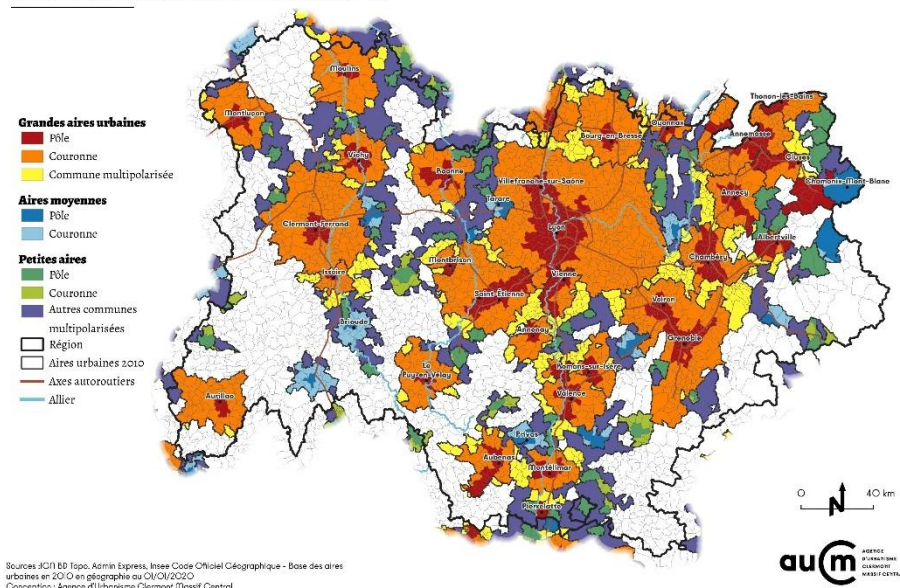 Grandes aires urbaines
Pôle
Couronne
Commune multipolarisée
Aires moyennes
Pôle
Couronne
Petites aires
Pôle
Couronne
Autres communes
multipolarisées
Région
Aires urbaines 2010
Axes autoroutiers
Allier
Moulins
Montluçon
Vichy
Roanne
Clermont-Ferrand
Issoire
Brioude
Aurillac
Montbrison
Saint-Étienne
Le
Puy-en-Velay
Tarare
Villefranche-sur-Saône
Bourg-en-Bresse
Oyonnax
Thonon-les-Bains
Annemasse
Cluses
Chamonix-Mont-Blanc
Annecy
Albertville
Chambéry
Lyon
Vienne
Voiron
Grenoble
Annonay
Romans-sur-Isère
Valence
Privas
Aubenas
Montélimar
Pierrelatte
0 N 40 km
Sources :IGN BD Topo, Admin Express, Insee Code Officiel Géographique - Base des aires
urbaines en 2010 en géographie au 01/01/2020
Conception : Agence d'Urbanisme Clermont Massif Central
aucm
AGENCE
D'URBANISME
CLERMONT
MASSIF CENTRAL